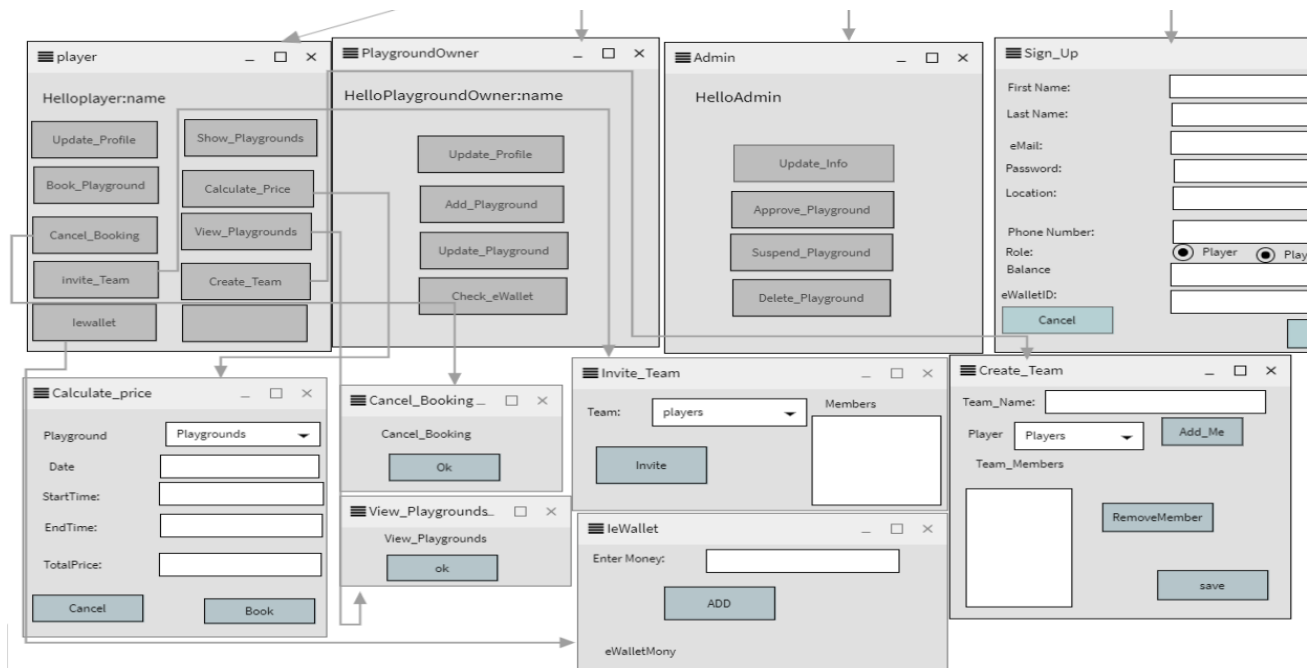 player
Helloplayer:name
Update_Profile
Show_Playgrounds
Book_Playground
Calculate_Price
Cancel_Booking
View_Playgrounds
invite_Team
Create_Team
Iewallet
PlaygroundOwner
HelloPlaygroundOwner:name
Update_Profile
Add_Playground
Update_Playground
Check_eWallet
Admin
HelloAdmin
Update_Info
Approve_Playground
Suspend_Playground
Delete_Playground
Sign_Up
First Name:
Last Name:
eMail:
Password:
Location:
Phone Number:
Role: Player Play
Balance
eWalletID:
Cancel
Calculate_price
Playground Playgrounds
Date
StartTime:
EndTime:
TotalPrice:
Cancel Book
Cancel_Booking
Cancel_Booking
Ok
View_Playgrounds
View_Playgrounds
ok
Invite_Team
Team: players Members
Invite
IeWallet
Enter Money:
ADD
eWalletMony
Create_Team
Team_Name:
Player Players Add_Me
Team_Members
RemoveMember
save